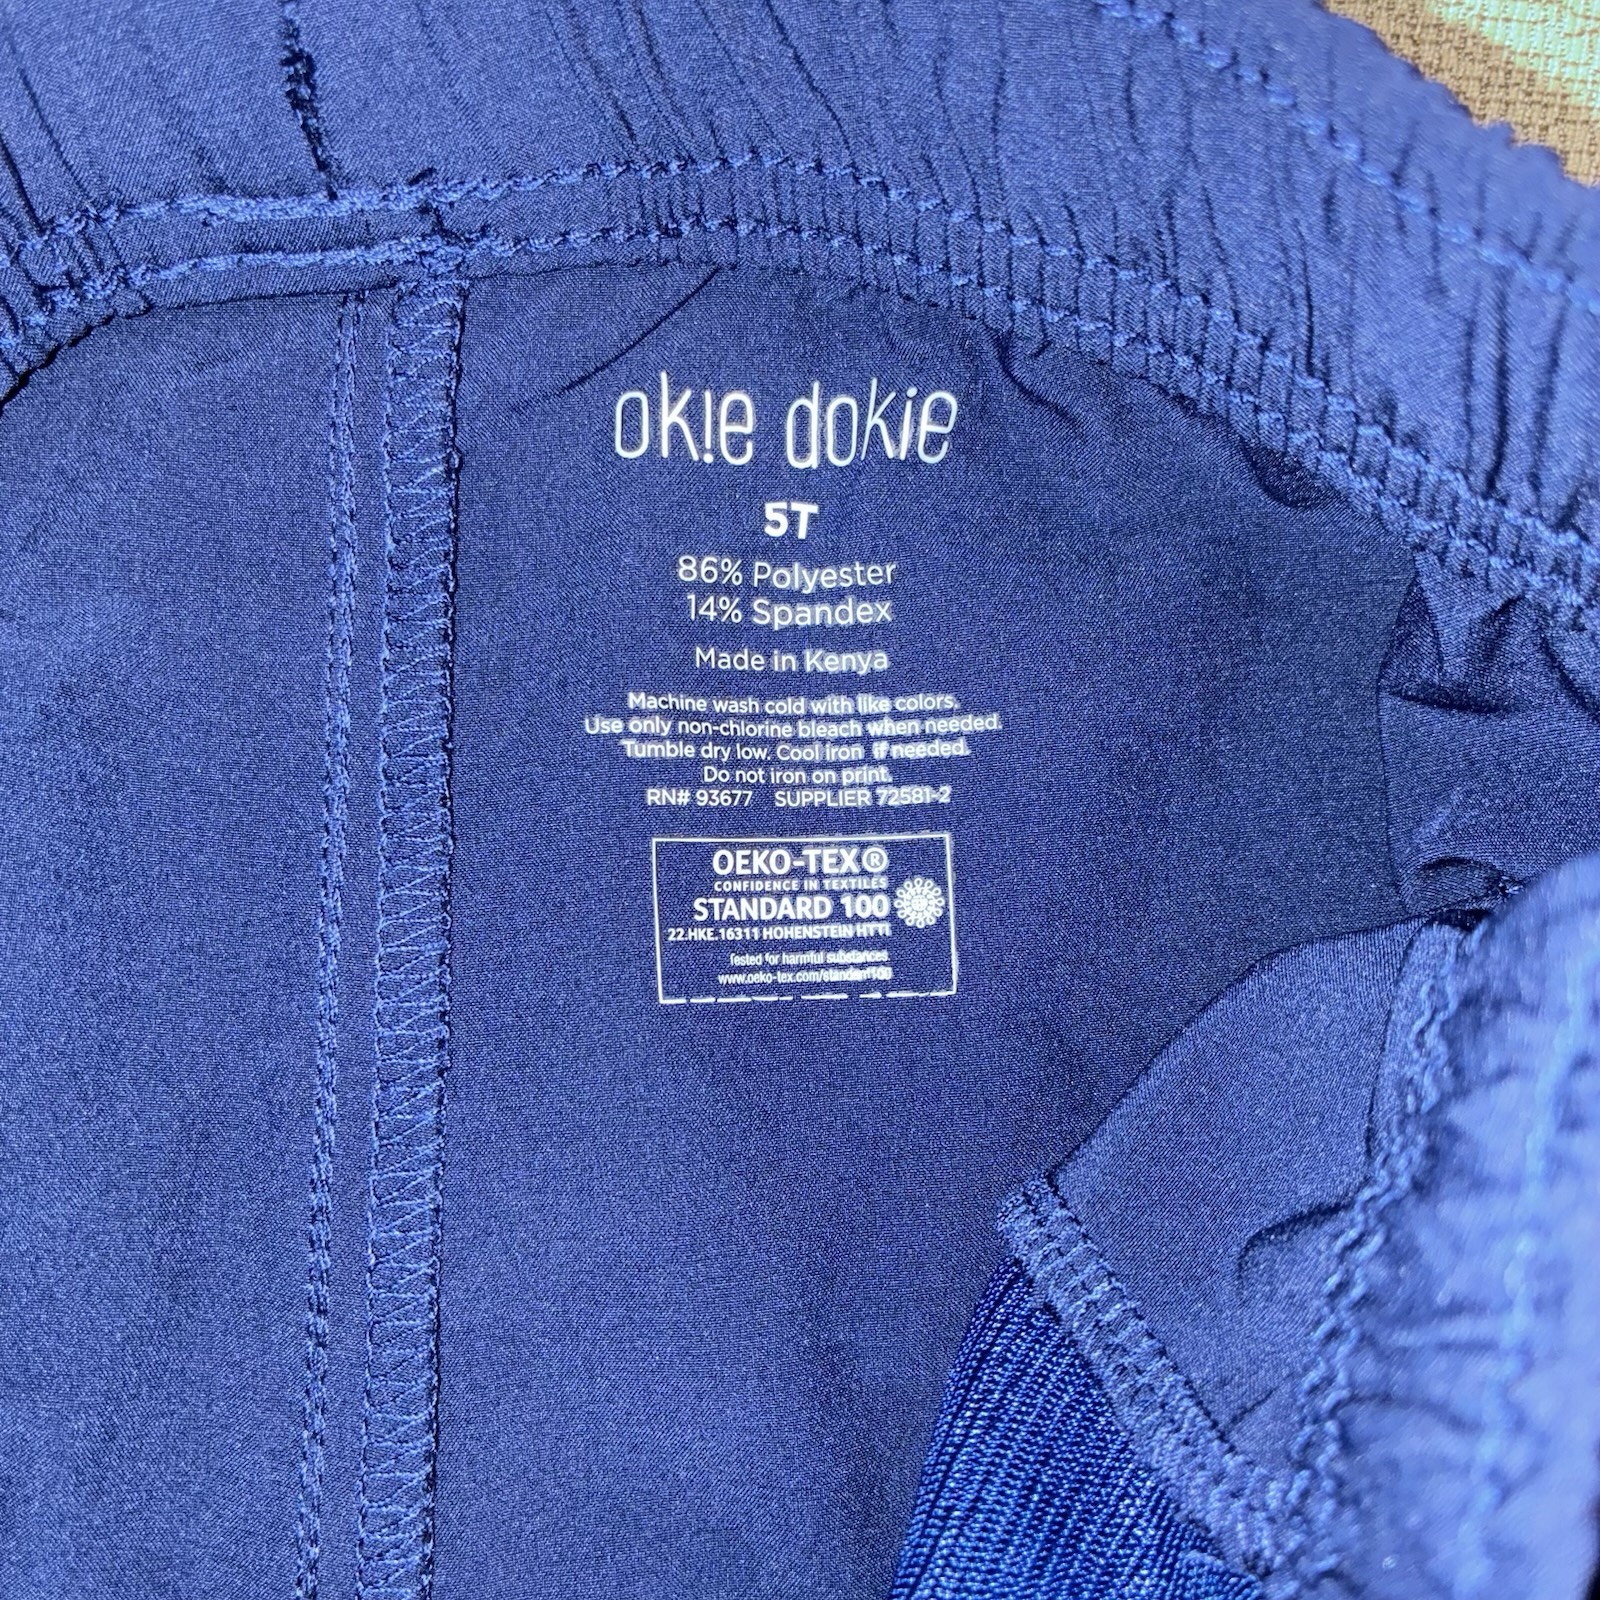 okie dokie
5T
86% Polyester
14% Spandex
Made in Kenya
Machine wash cold with like colors.
Use only non-chlorine bleach when needed.
Tumble dry low. Cool iron if needed.
Do not iron on print.
RN# 93677 SUPPLIER 72581-2
OEKO-TEX®
CONFIDENCE IN TEXTILES
STANDARD 100
22.HKE.16311 HOHENSTEIN HTTI
Tested for harmful substances
www.oeko-tex.com/standard100